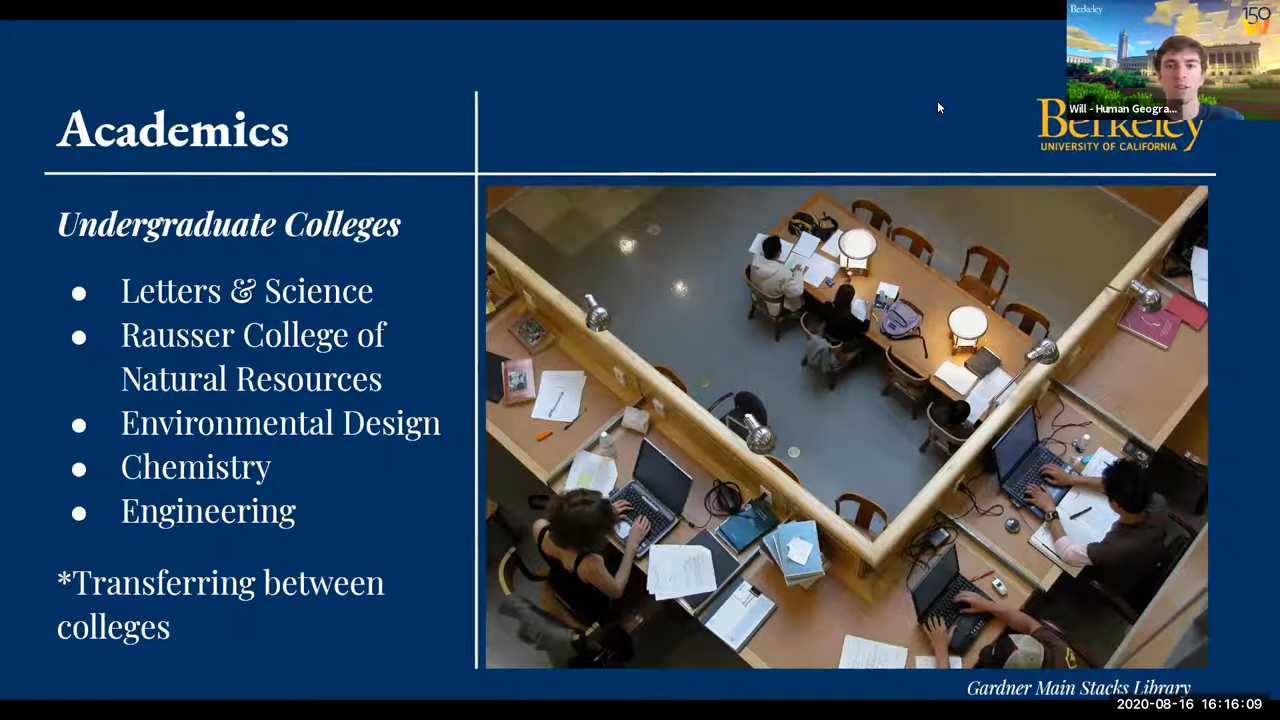 Berkeley
150
Will - Human Geogra...
Academics
Berkeley
UNIVERSITY OF CALIFORNIA
Undergraduate Colleges
● Letters & Science
● Rausser College of
Natural Resources
● Environmental Design
● Chemistry
● Engineering
*Transferring between
colleges
Gardner Main Stacks Library
2020-08-16 16:16:09